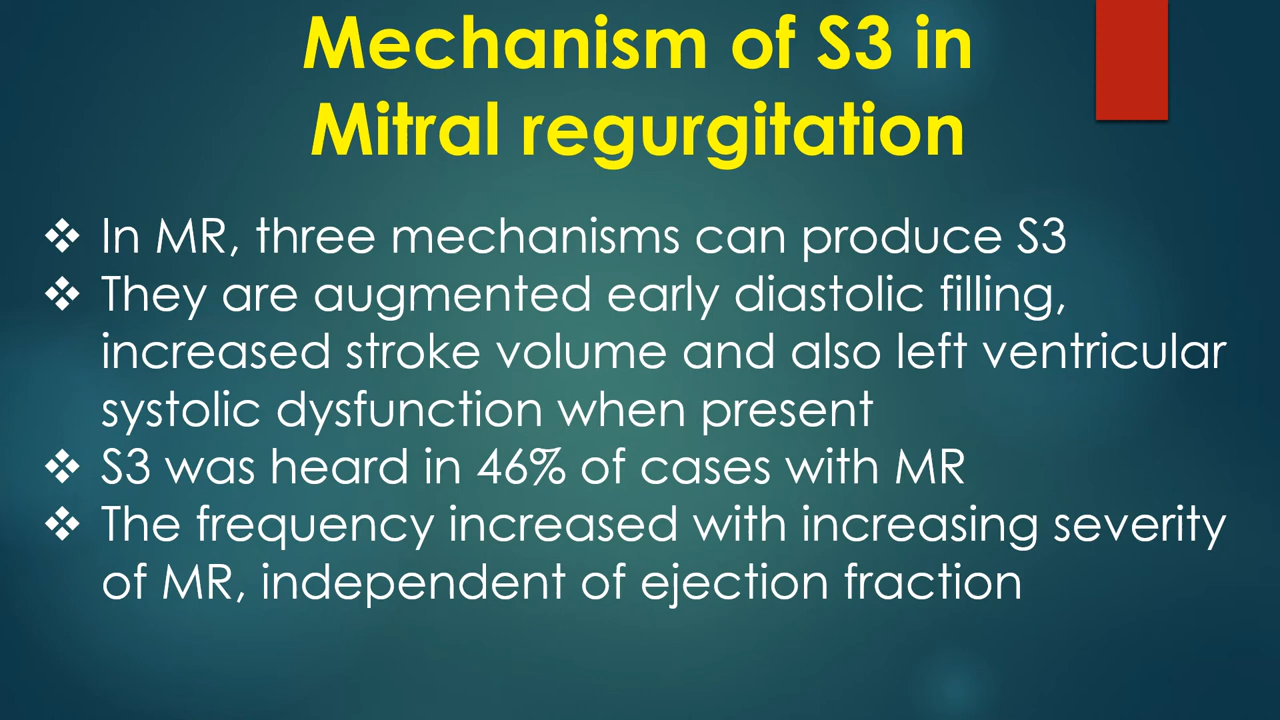 Mechanism of S3 in
Mitral regurgitation
❖ In MR, three mechanisms can produce S3
❖ They are augmented early diastolic filling,
increased stroke volume and also left ventricular
systolic dysfunction when present
❖ S3 was heard in 46% of cases with MR
❖ The frequency increased with increasing severity
of MR, independent of ejection fraction